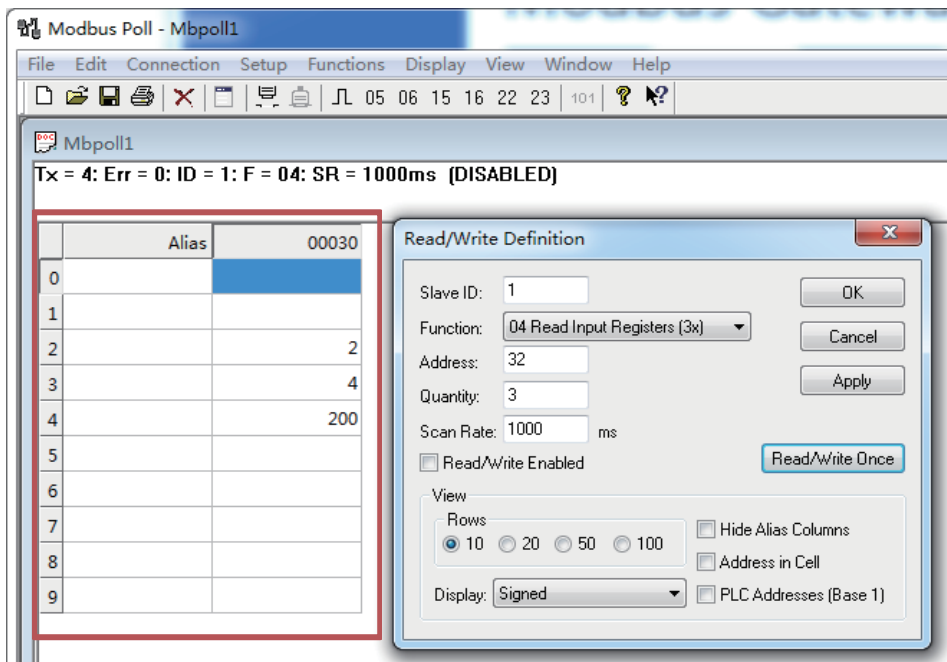 Modbus Poll - Mbpoll1
File Edit Connection Setup Functions Display View Window Help
05 06 15 16 22 23 101
Mbpoll1
Tx = 4: Err = 0: ID = 1: F = 04: SR = 1000ms (DISABLED)
Alias 00030
0
1
2 2
3 4
4 200
5
6
7
8
9
Read/Write Definition
Slave ID: 1
OK
Function: 04 Read Input Registers (3x)
Cancel
Address: 32
Quantity: 3
Apply
Scan Rate: 1000 ms
Read/Write Enabled
Read/Write Once
View
Rows
10 20 50 100
Hide Alias Columns
Address in Cell
Display: Signed
PLC Addresses (Base 1)